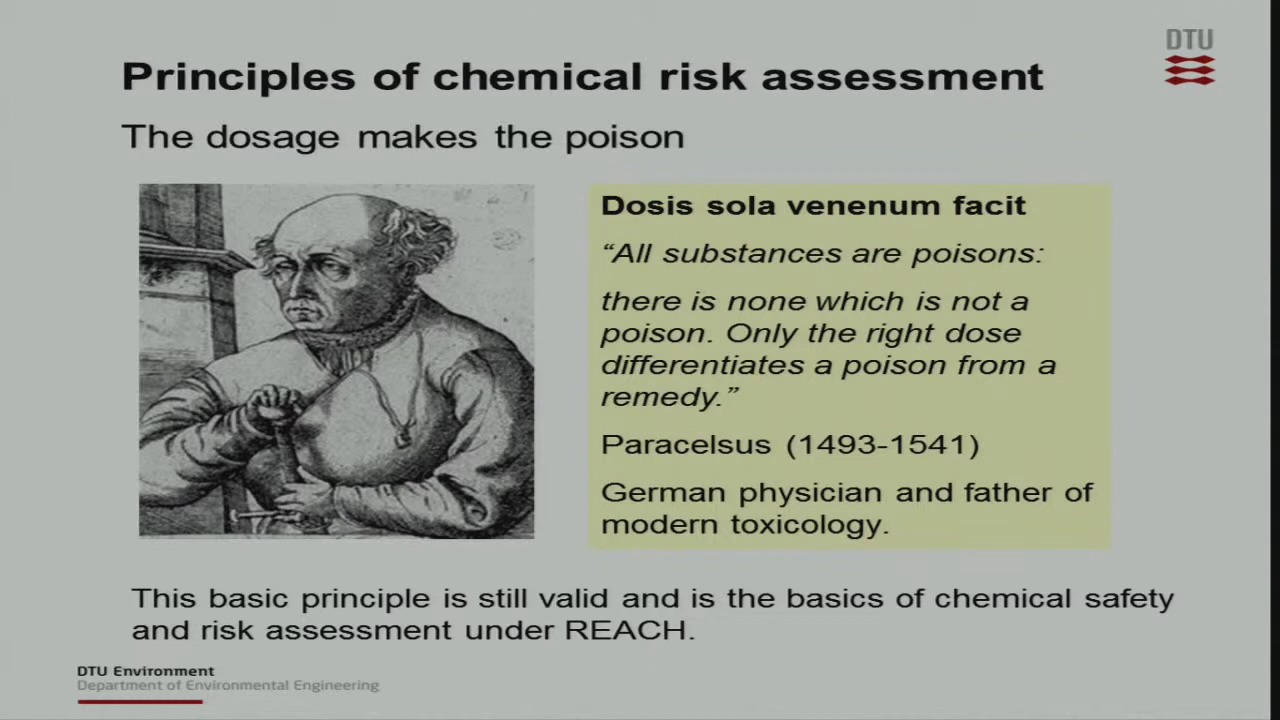 DTU
Principles of chemical risk assessment
The dosage makes the poison
Dosis sola venenum facit
“All substances are poisons:
there is none which is not a
poison. Only the right dose
differentiates a poison from a
remedy.”
Paracelsus (1493-1541)
German physician and father of
modern toxicology.
This basic principle is still valid and is the basics of chemical safety
and risk assessment under REACH.
DTU Environment
Department of Environmental Engineering